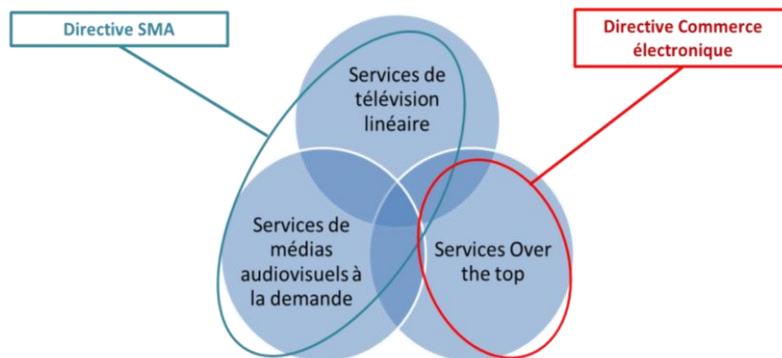 Directive SMA
Directive Commerce
électronique
Services de
télévision
linéaire
Services de
médias
audiovisuels à
la demande
Services Over
the top